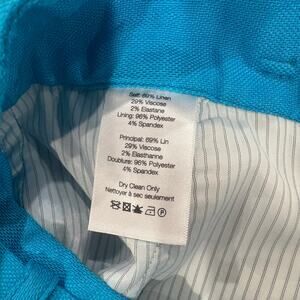 Self: 69% Linen
29% Viscose
2% Elastane
Lining: 96% Polyester
4% Spandex
Principal: 69% Lin
29% Viscose
2% Elasthanne
Doublure: 96% Polyester
4% Spandex
Dry Clean Only
Nettoyer à sec seulement
P